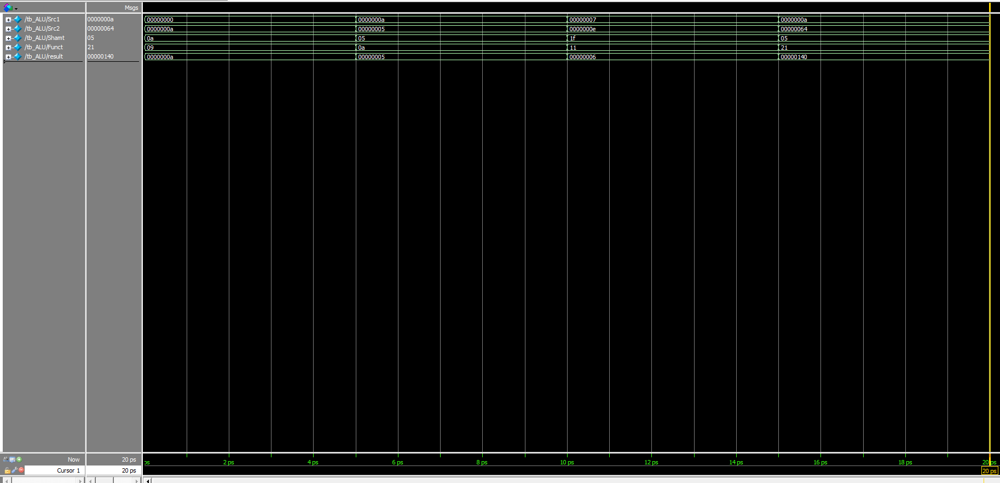 Msgs
/tb_ALU/Src1 0000000a 00000000 0000000a 00000007 0000000a
/tb_ALU/Src2 00000064 0000000a 00000005 0000000e 00000064
/tb_ALU/Shamt 05 0a 05 1f 05
/tb_ALU/Funct 21 09 0a 11 21
/tb_ALU/result 00000140 0000000a 00000005 00000006 00000140
Now 20 ps ps 2 ps 4 ps 6 ps 8 ps 10 ps 12 ps 14 ps 16 ps 18 ps 20 ps
Cursor 1 20 ps 20 ps